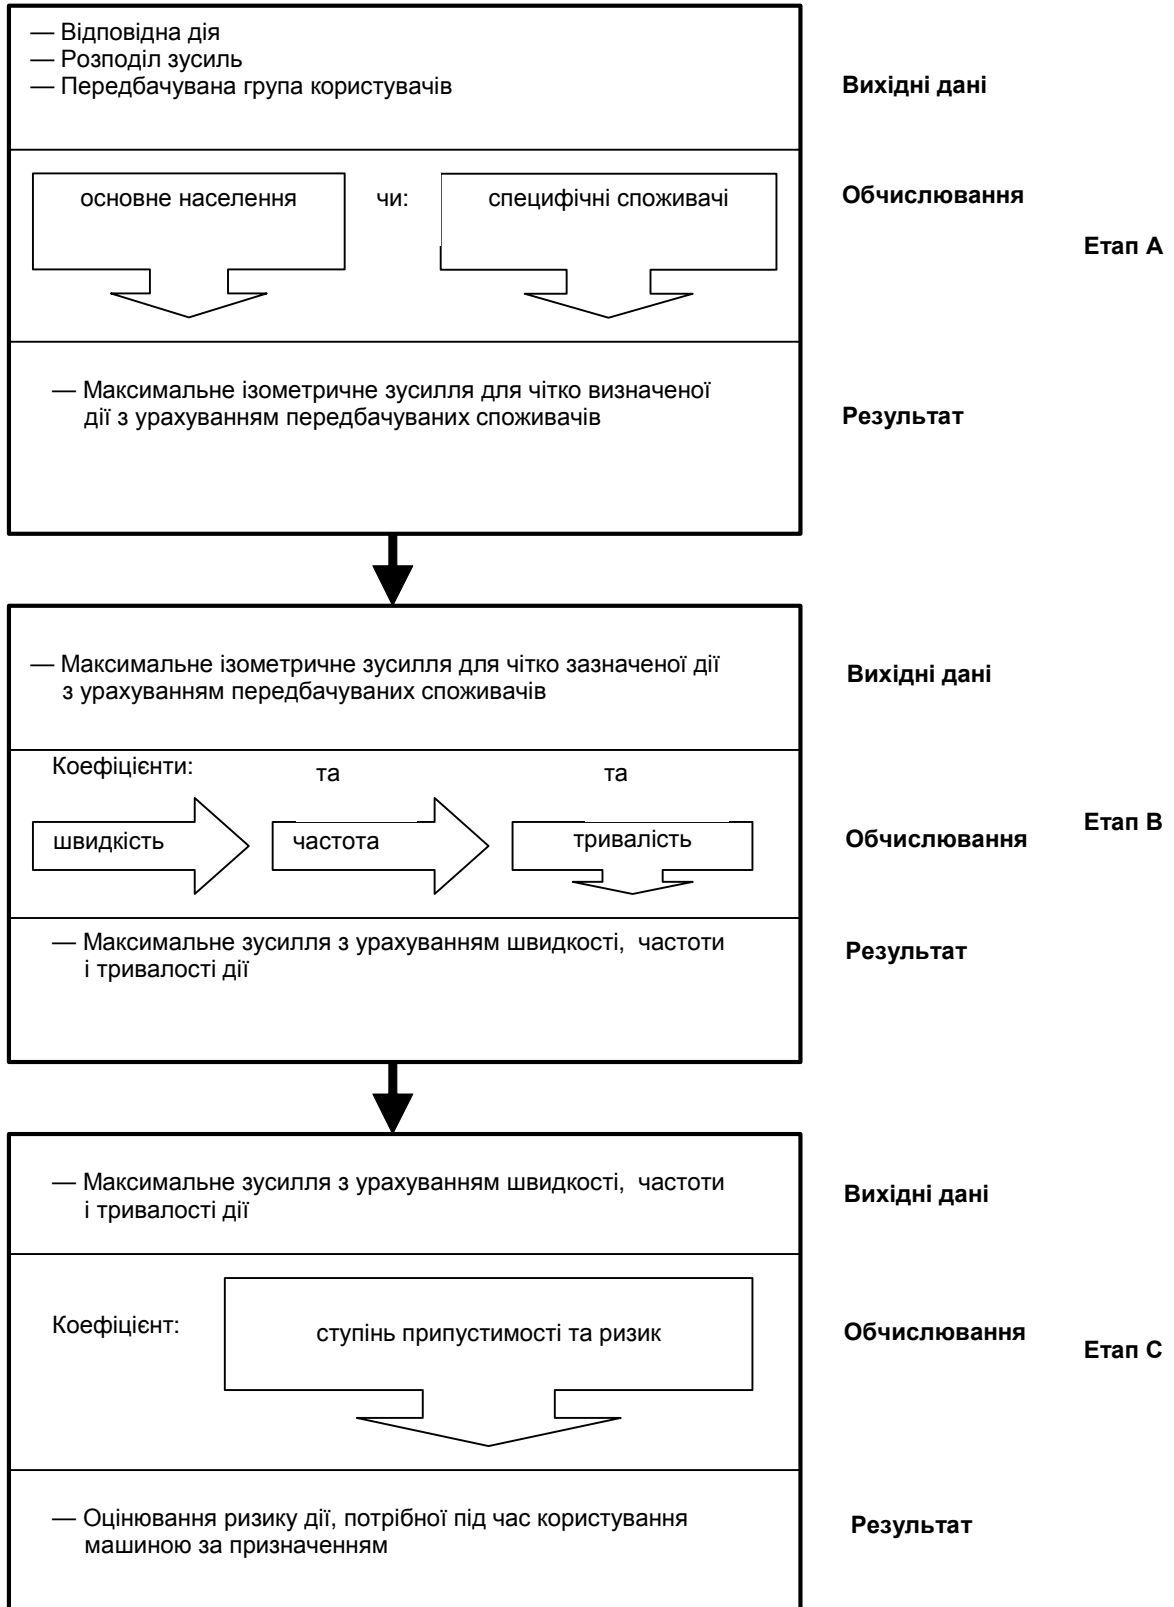 — Відповідна дія
— Розподіл зусиль
— Передбачувана група користувачів
Вихідні дані
основне населення
чи:
специфічні споживачі
Обчислювання
Етап А
— Максимальне ізометричне зусилля для чітко визначеної
дії з урахуванням передбачуваних споживачів
Результат
— Максимальне ізометричне зусилля для чітко зазначеної дії
з урахуванням передбачуваних споживачів
Вихідні дані
Коефіцієнти:
та
та
швидкість
частота
тривалість
Обчислювання
Етап В
— Максимальне зусилля з урахуванням швидкості, частоти
і тривалості дії
Результат
— Максимальне зусилля з урахуванням швидкості, частоти
і тривалості дії
Вихідні дані
Коефіцієнт:
ступінь припустимості та ризик
Обчислювання
Етап С
— Оцінювання ризику дії, потрібної під час користування
машиною за призначенням
Результат